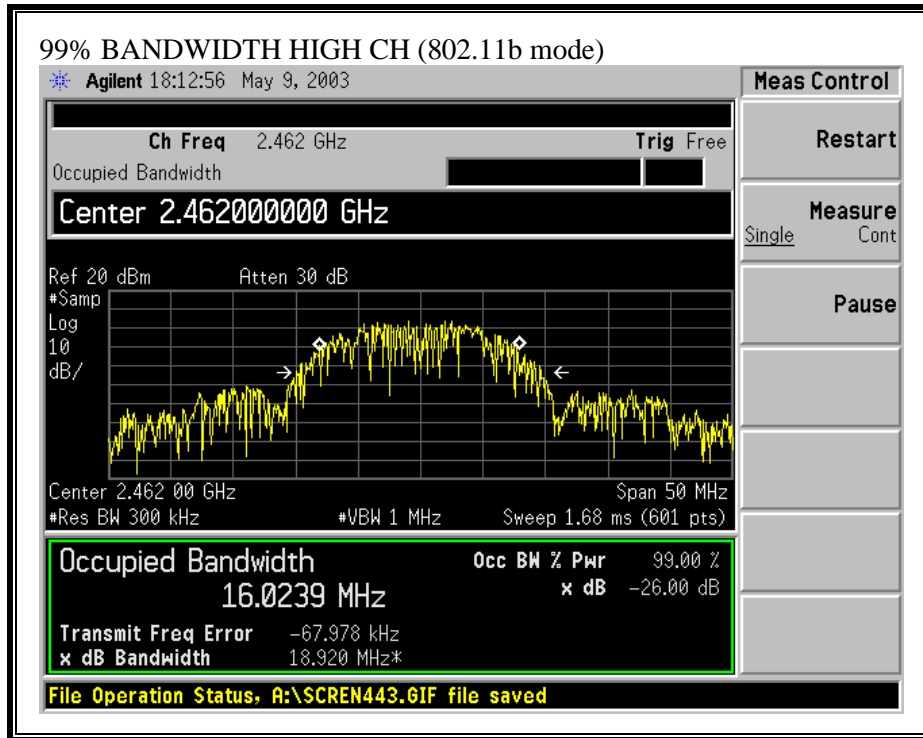 99% BANDWIDTH HIGH CH (802.11b mode)
Agilent 18:12:56 May 9, 2003
Meas Control
Ch Freq 2.462 GHz Trig Free
Restart
Occupied Bandwidth
Center 2.462000000 GHz
Measure
Single Cont
Ref 20 dBm Atten 30 dB
#Samp
Log
10
dB/
Pause
Center 2.462 00 GHz Span 50 MHz
#Res BW 300 kHz #VBW 1 MHz Sweep 1.68 ms (601 pts)
Occupied Bandwidth Occ BW % Pwr 99.00 %
16.0239 MHz x dB -26.00 dB
Transmit Freq Error -67.978 kHz
x dB Bandwidth 18.920 MHz*
File Operation Status, A:\SCREN443.GIF file saved